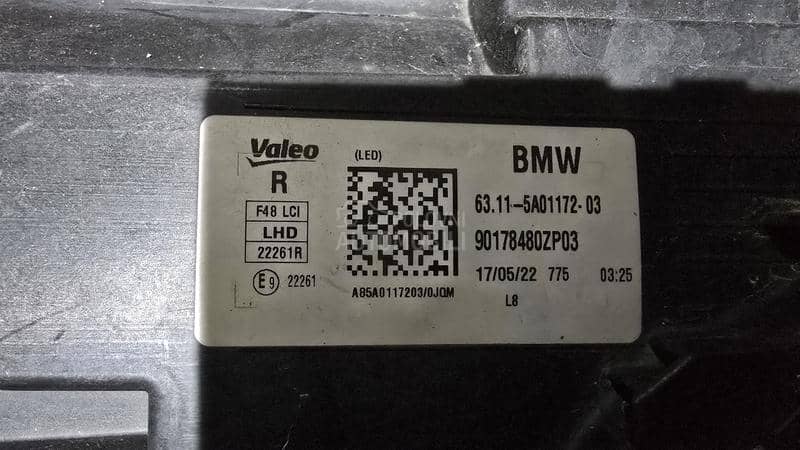 Valeo
(LED)
BMW
R
F48 LCI
LHD
22261R
E9 22261
A85A0117203/0JQM
63.11-5A01172-03
90178480ZP03
17/05/22 775 03:25
L8